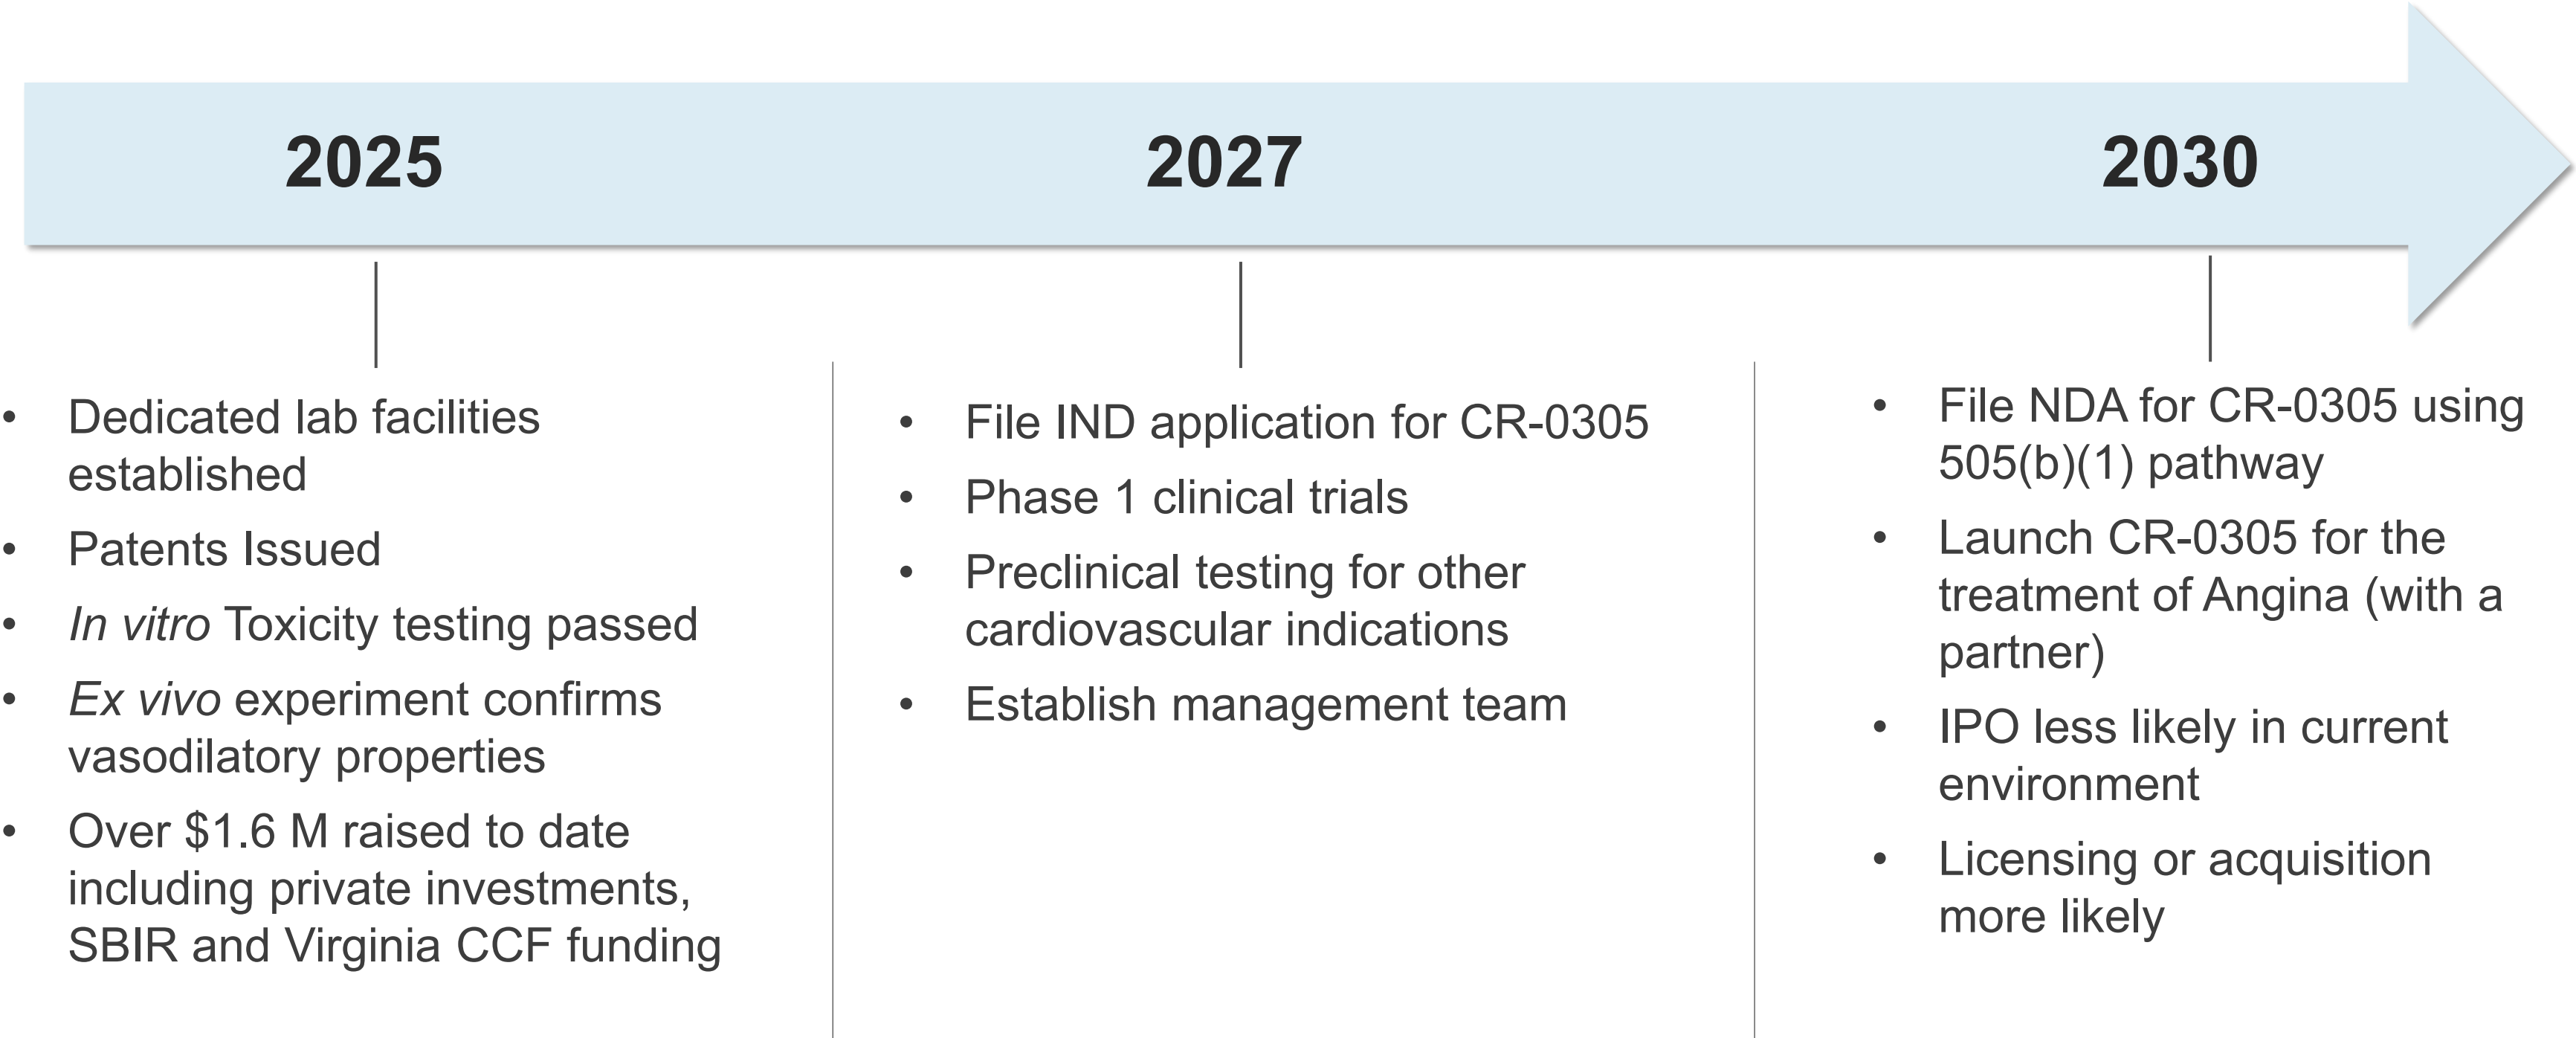 2025
2027
2030
• Dedicated lab facilities
established
• Patents Issued
• In vitro Toxicity testing passed
• Ex vivo experiment confirms
vasodilatory properties
• Over $1.6 M raised to date
including private investments,
SBIR and Virginia CCF funding
• File IND application for CR-0305
• Phase 1 clinical trials
• Preclinical testing for other
cardiovascular indications
• Establish management team
• File NDA for CR-0305 using
505(b)(1) pathway
• Launch CR-0305 for the
treatment of Angina (with a
partner)
• IPO less likely in current
environment
• Licensing or acquisition
more likely